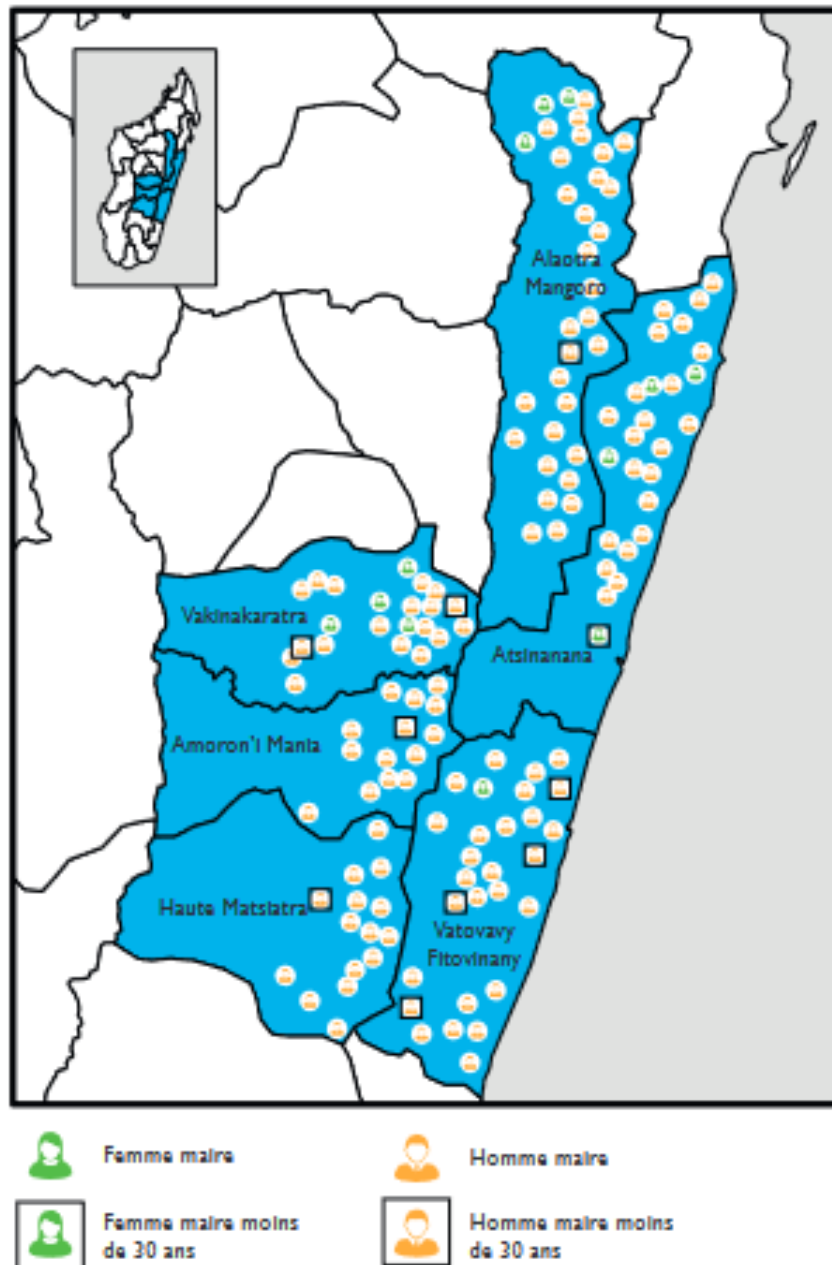 Alaotra
Mangoro
Vakinakaratra
Atsinanana
Amoron'i Mania
Haute Matsiatra
Vatovavy
Fitovinany
Femme maire
Homme maire
Femme maire moins
de 30 ans
Homme maire moins
de 30 ans